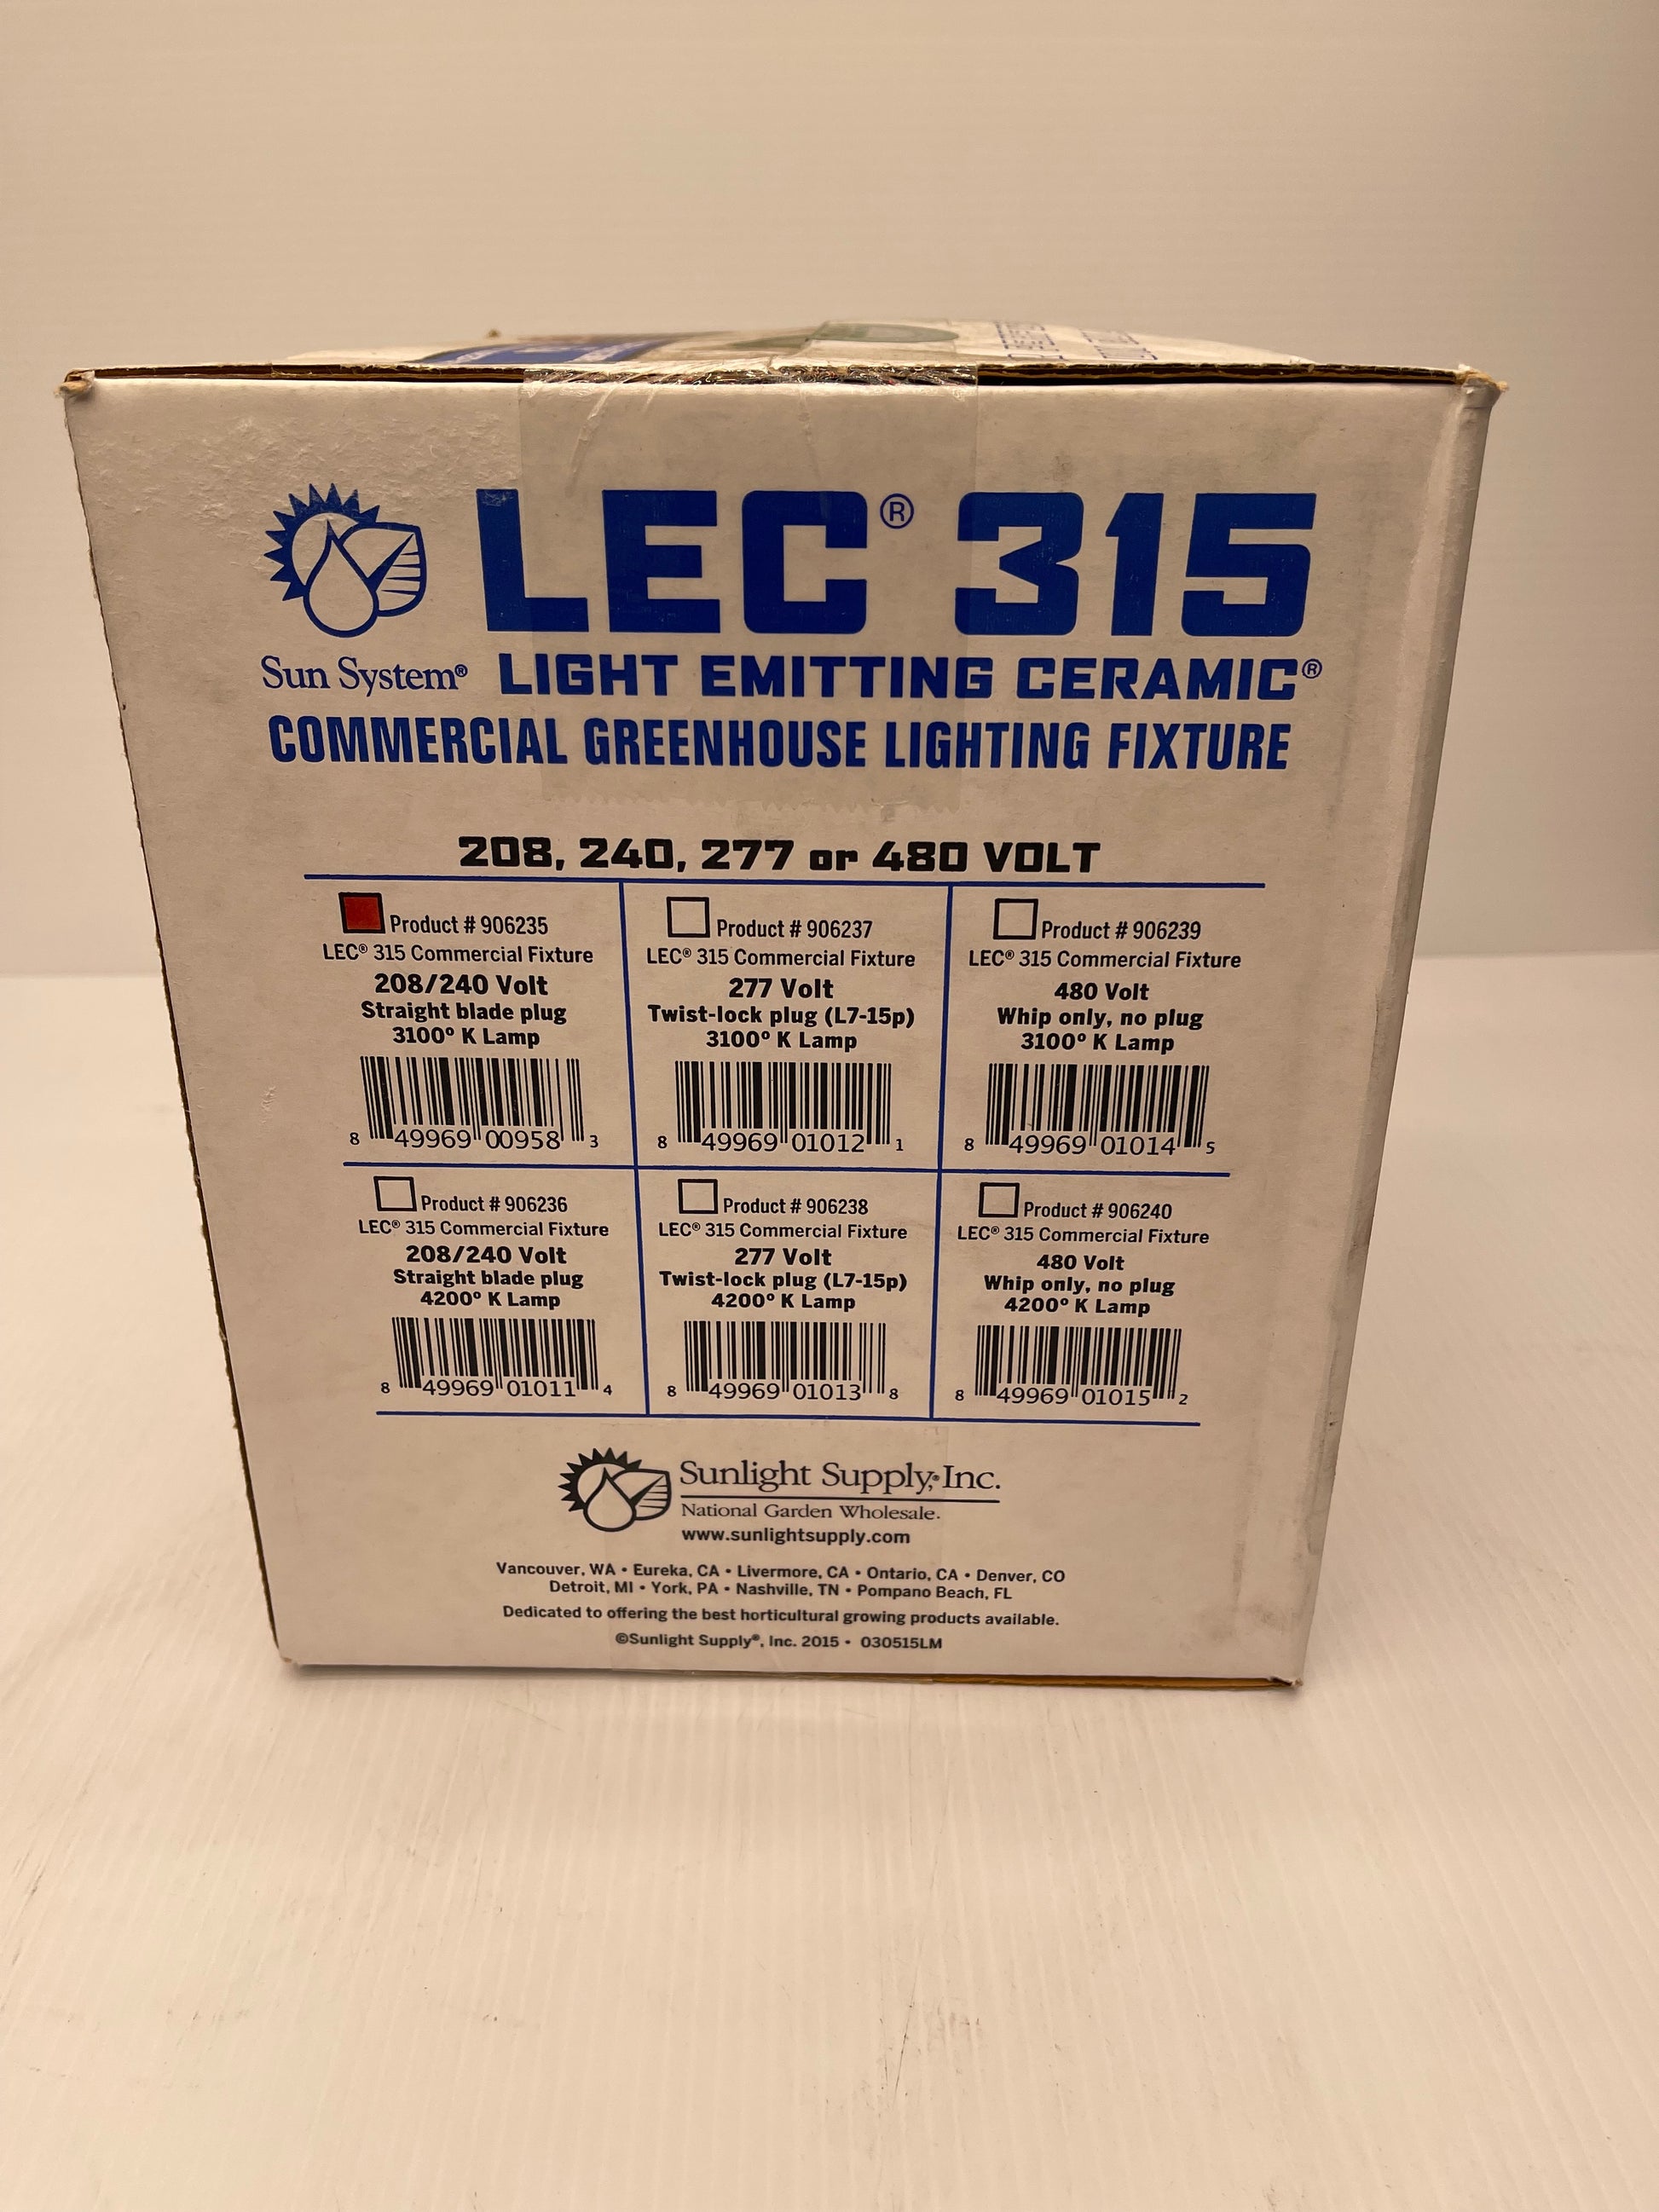 LEC® 315
Sun System® LIGHT EMITTING CERAMIC®
COMMERCIAL GREENHOUSE LIGHTING FIXTURE
208, 240, 277 or 480 VOLT
Product # 906235
LEC® 315 Commercial Fixture
208/240 Volt
Straight blade plug
3100° K Lamp
8 49969 00958 3
Product # 906237
LEC® 315 Commercial Fixture
277 Volt
Twist-lock plug (L7-15p)
3100° K Lamp
8 49969 01012 1
Product # 906239
LEC® 315 Commercial Fixture
480 Volt
Whip only, no plug
3100° K Lamp
8 49969 01014 5
Product # 906236
LEC® 315 Commercial Fixture
208/240 Volt
Straight blade plug
4200° K Lamp
8 49969 01011 4
Product # 906238
LEC® 315 Commercial Fixture
277 Volt
Twist-lock plug (L7-15p)
4200° K Lamp
8 49969 01013 8
Product # 906240
LEC® 315 Commercial Fixture
480 Volt
Whip only, no plug
4200° K Lamp
8 49969 01015 2
Sunlight Supply,® Inc.
National Garden Wholesale.
www.sunlightsupply.com
Vancouver, WA • Eureka, CA • Livermore, CA • Ontario, CA • Denver, CO
Detroit, MI • York, PA • Nashville, TN • Pompano Beach, FL
Dedicated to offering the best horticultural growing products available.
©Sunlight Supply®, Inc. 2015 • 030515LM